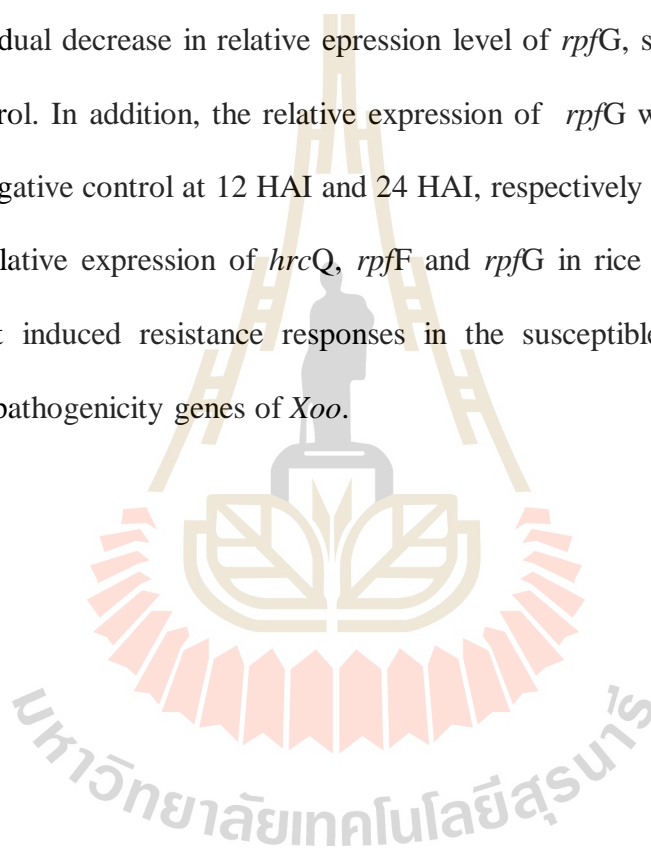 dual decrease in relative epression level of rpfG, s
rol. In addition, the relative expression of rpfG w
gative control at 12 HAI and 24 HAI, respectively
lative expression of hrcQ, rpfF and rpfG in rice
t induced resistance responses in the susceptible
pathogenicity genes of Xoo.
มหาวิทยาลัยเทคโนโลยีสุรนารี